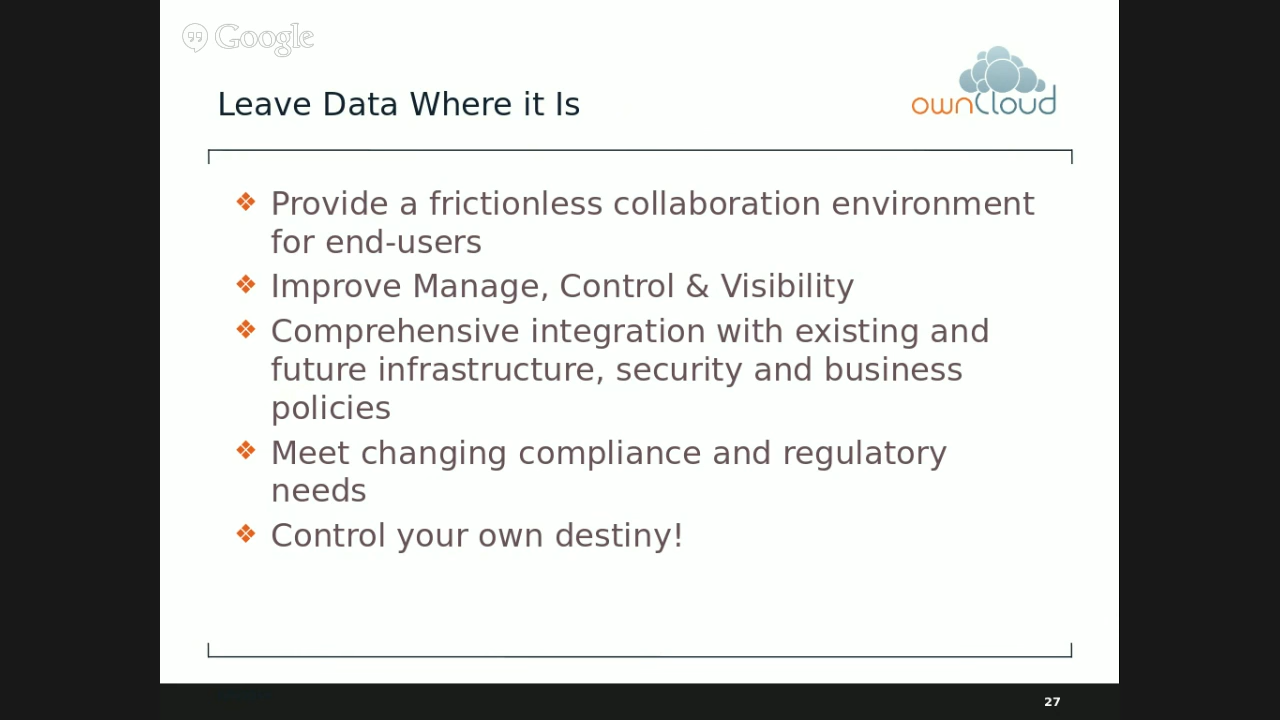 Google
Leave Data Where it Is
ownCloud
Provide a frictionless collaboration environment
for end-users
Improve Manage, Control & Visibility
Comprehensive integration with existing and
future infrastructure, security and business
policies
Meet changing compliance and regulatory
needs
Control your own destiny!
27